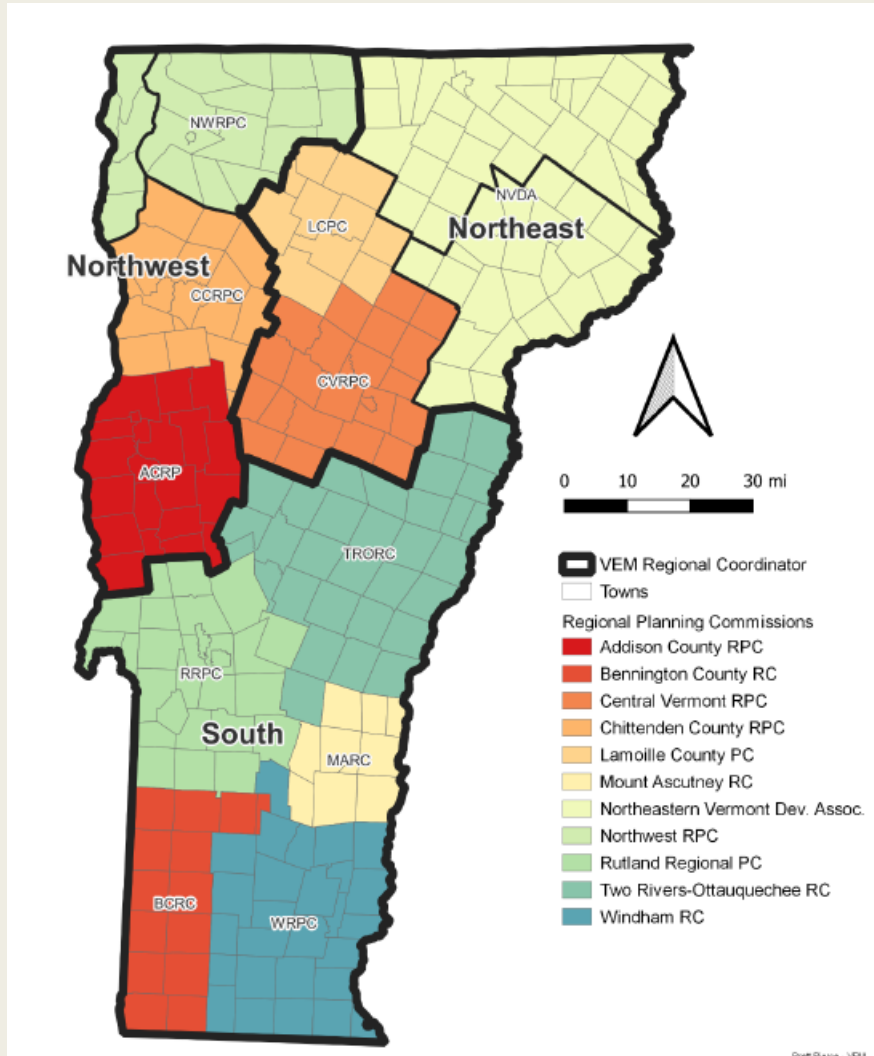 NWRPC
NVDA
LCPC
Northeast
Northwest
CCRPC
CVRPC
ACRP
0 10 20 30 mi
TRORC
VEM Regional Coordinator
Towns
Regional Planning Commissions
Addison County RPC
RRPC
Bennington County RC
Central Vermont RPC
Chittenden County RPC
South
Lamoille County PC
MARC
Mount Ascutney RC
Northeastern Vermont Dev. Assoc.
Northwest RPC
Rutland Regional PC
Two Rivers-Ottauquechee RC
BCRC
Windham RC
WRPC